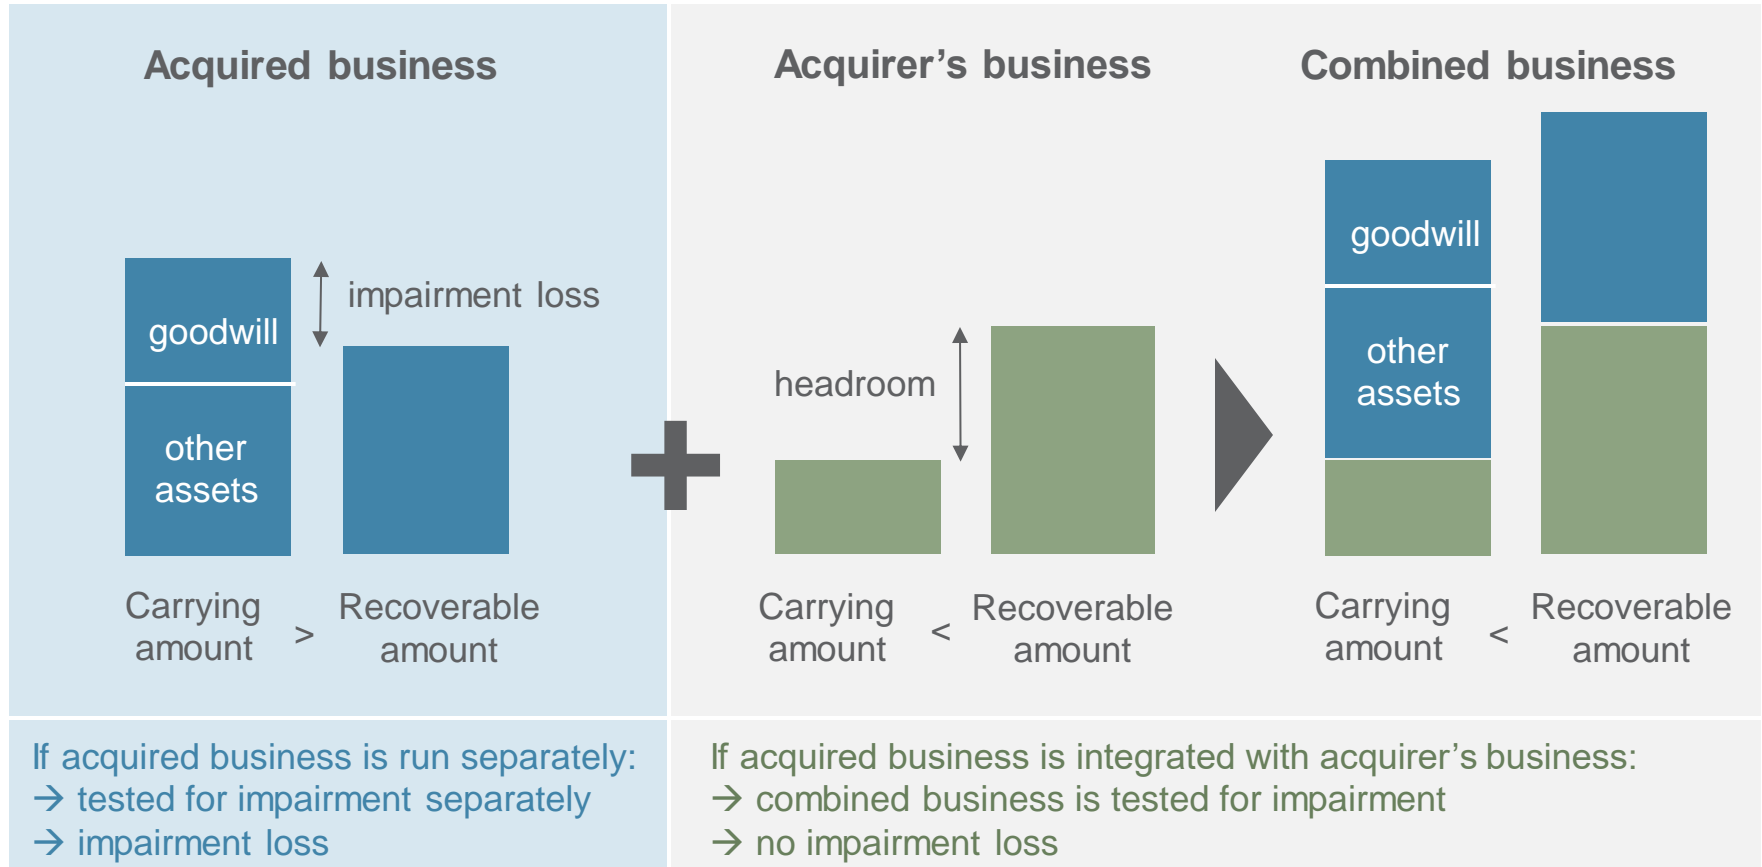 Acquired business
Acquirer’s business
Combined business
goodwill
other
assets
impairment loss
Carrying
amount
>
Recoverable
amount
headroom
Carrying
amount
<
Recoverable
amount
goodwill
other
assets
Carrying
amount
<
Recoverable
amount
If acquired business is run separately:
→ tested for impairment separately
→ impairment loss
If acquired business is integrated with acquirer’s business:
→ combined business is tested for impairment
→ no impairment loss